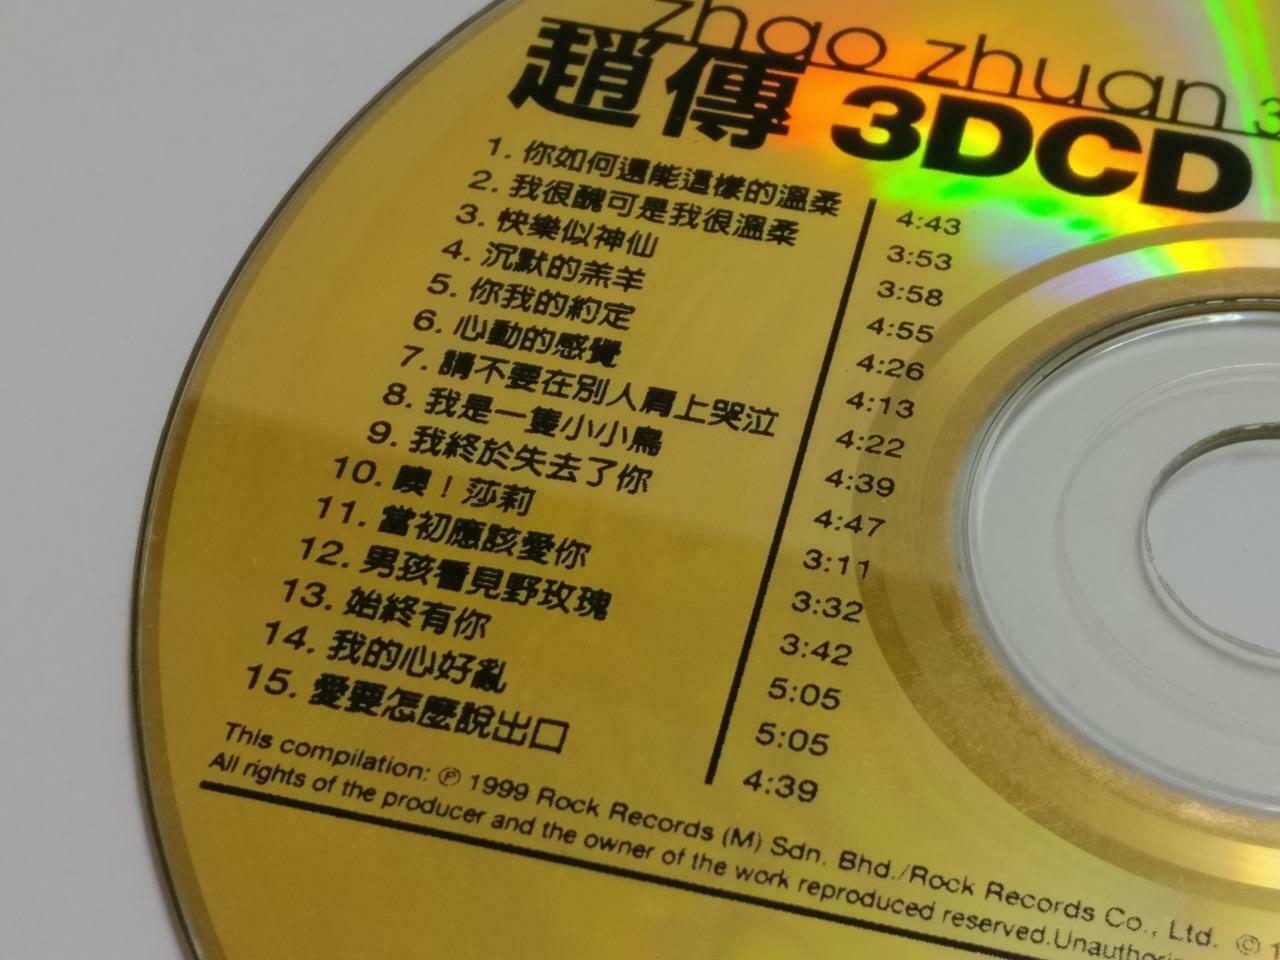 zhao zhuan 3
趙傳 3DCD
1. 你如何還能這樣的溫柔 4:43
2. 我很醜可是我很溫柔 3:53
3. 快樂似神仙 3:58
4. 沉默的羔羊 4:55
5. 你我的約定 4:26
6. 心動的感覺 4:13
7. 請不要在別人肩上哭泣 4:22
8. 我是一隻小小鳥 4:39
9. 我終於失去了你 4:47
10. 噢！莎莉 3:11
11. 當初應該愛你 3:32
12. 男孩看見野玫瑰 3:42
13. 始終有你 5:05
14. 我的心好亂 5:05
15. 愛要怎麼說出口 4:39
This compilation: ℗ 1999 Rock Records (M) Sdn. Bhd./Rock Records Co., Ltd. © 1
All rights of the producer and the owner of the work reproduced reserved.Unauthori